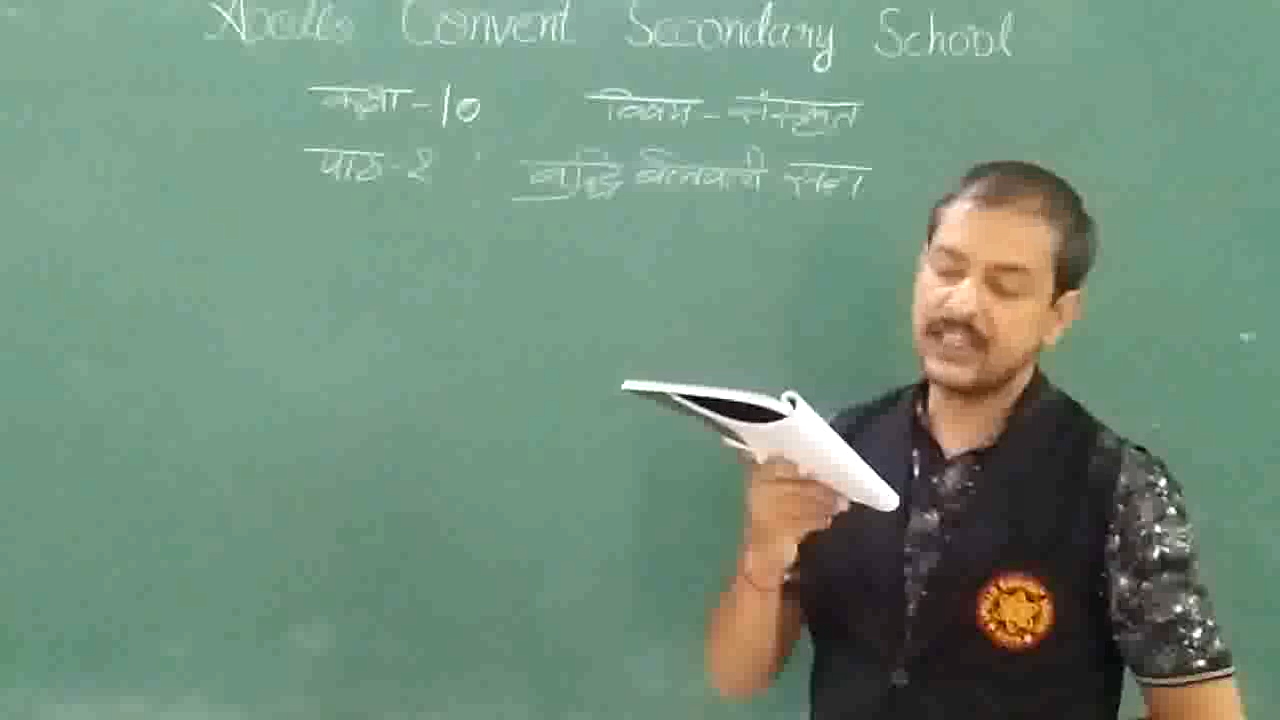 Convent Secondary School
कक्षा-10 विषय-संस्कृत
पाठ-2 बुद्धि र्बलवती सदा